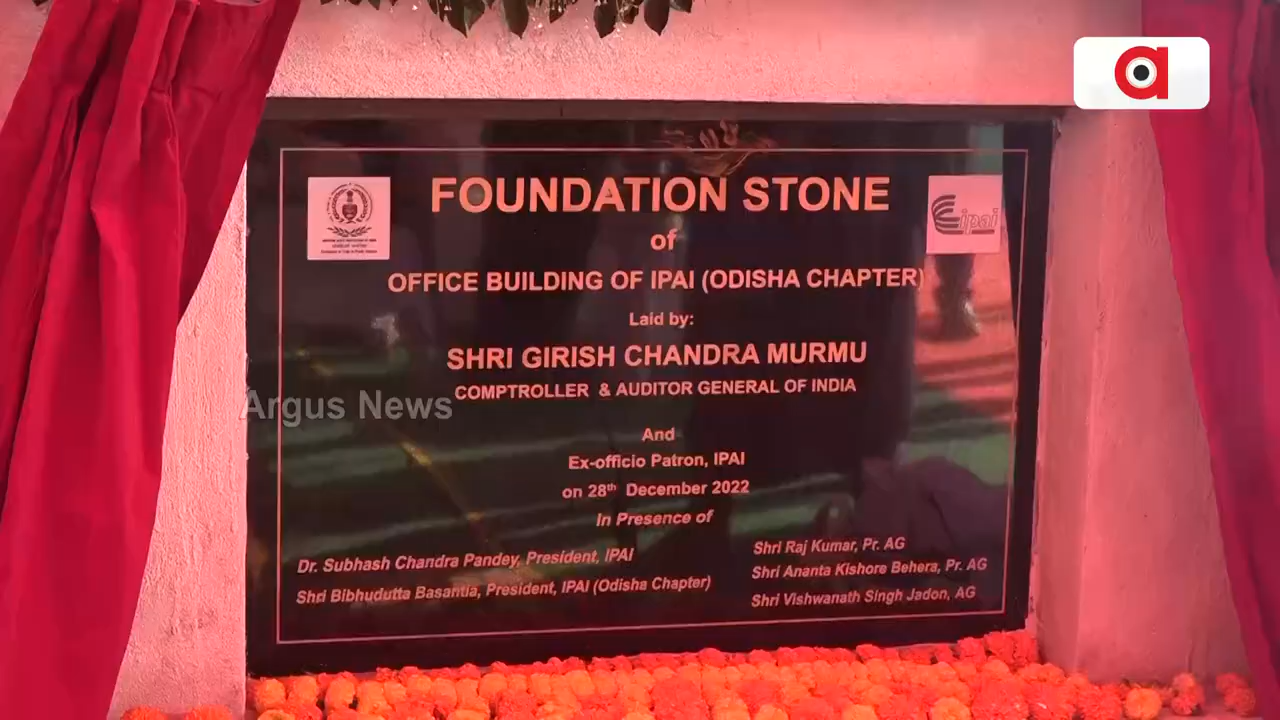 FOUNDATION STONE
of
OFFICE BUILDING OF IPAI (ODISHA CHAPTER)
Laid by:
SHRI GIRISH CHANDRA MURMU
COMPTROLLER & AUDITOR GENERAL OF INDIA
And
Ex-officio Patron, IPAI
on 28th December 2022
In Presence of
Dr. Subhash Chandra Pandey, President, IPAI
Shri Bibhudutta Basantia, President, IPAI (Odisha Chapter)
Shri Raj Kumar, Pr. AG
Shri Ananta Kishore Behera, Pr. AG
Shri Vishwanath Singh Jadon, AG
ipai
Argus News
a